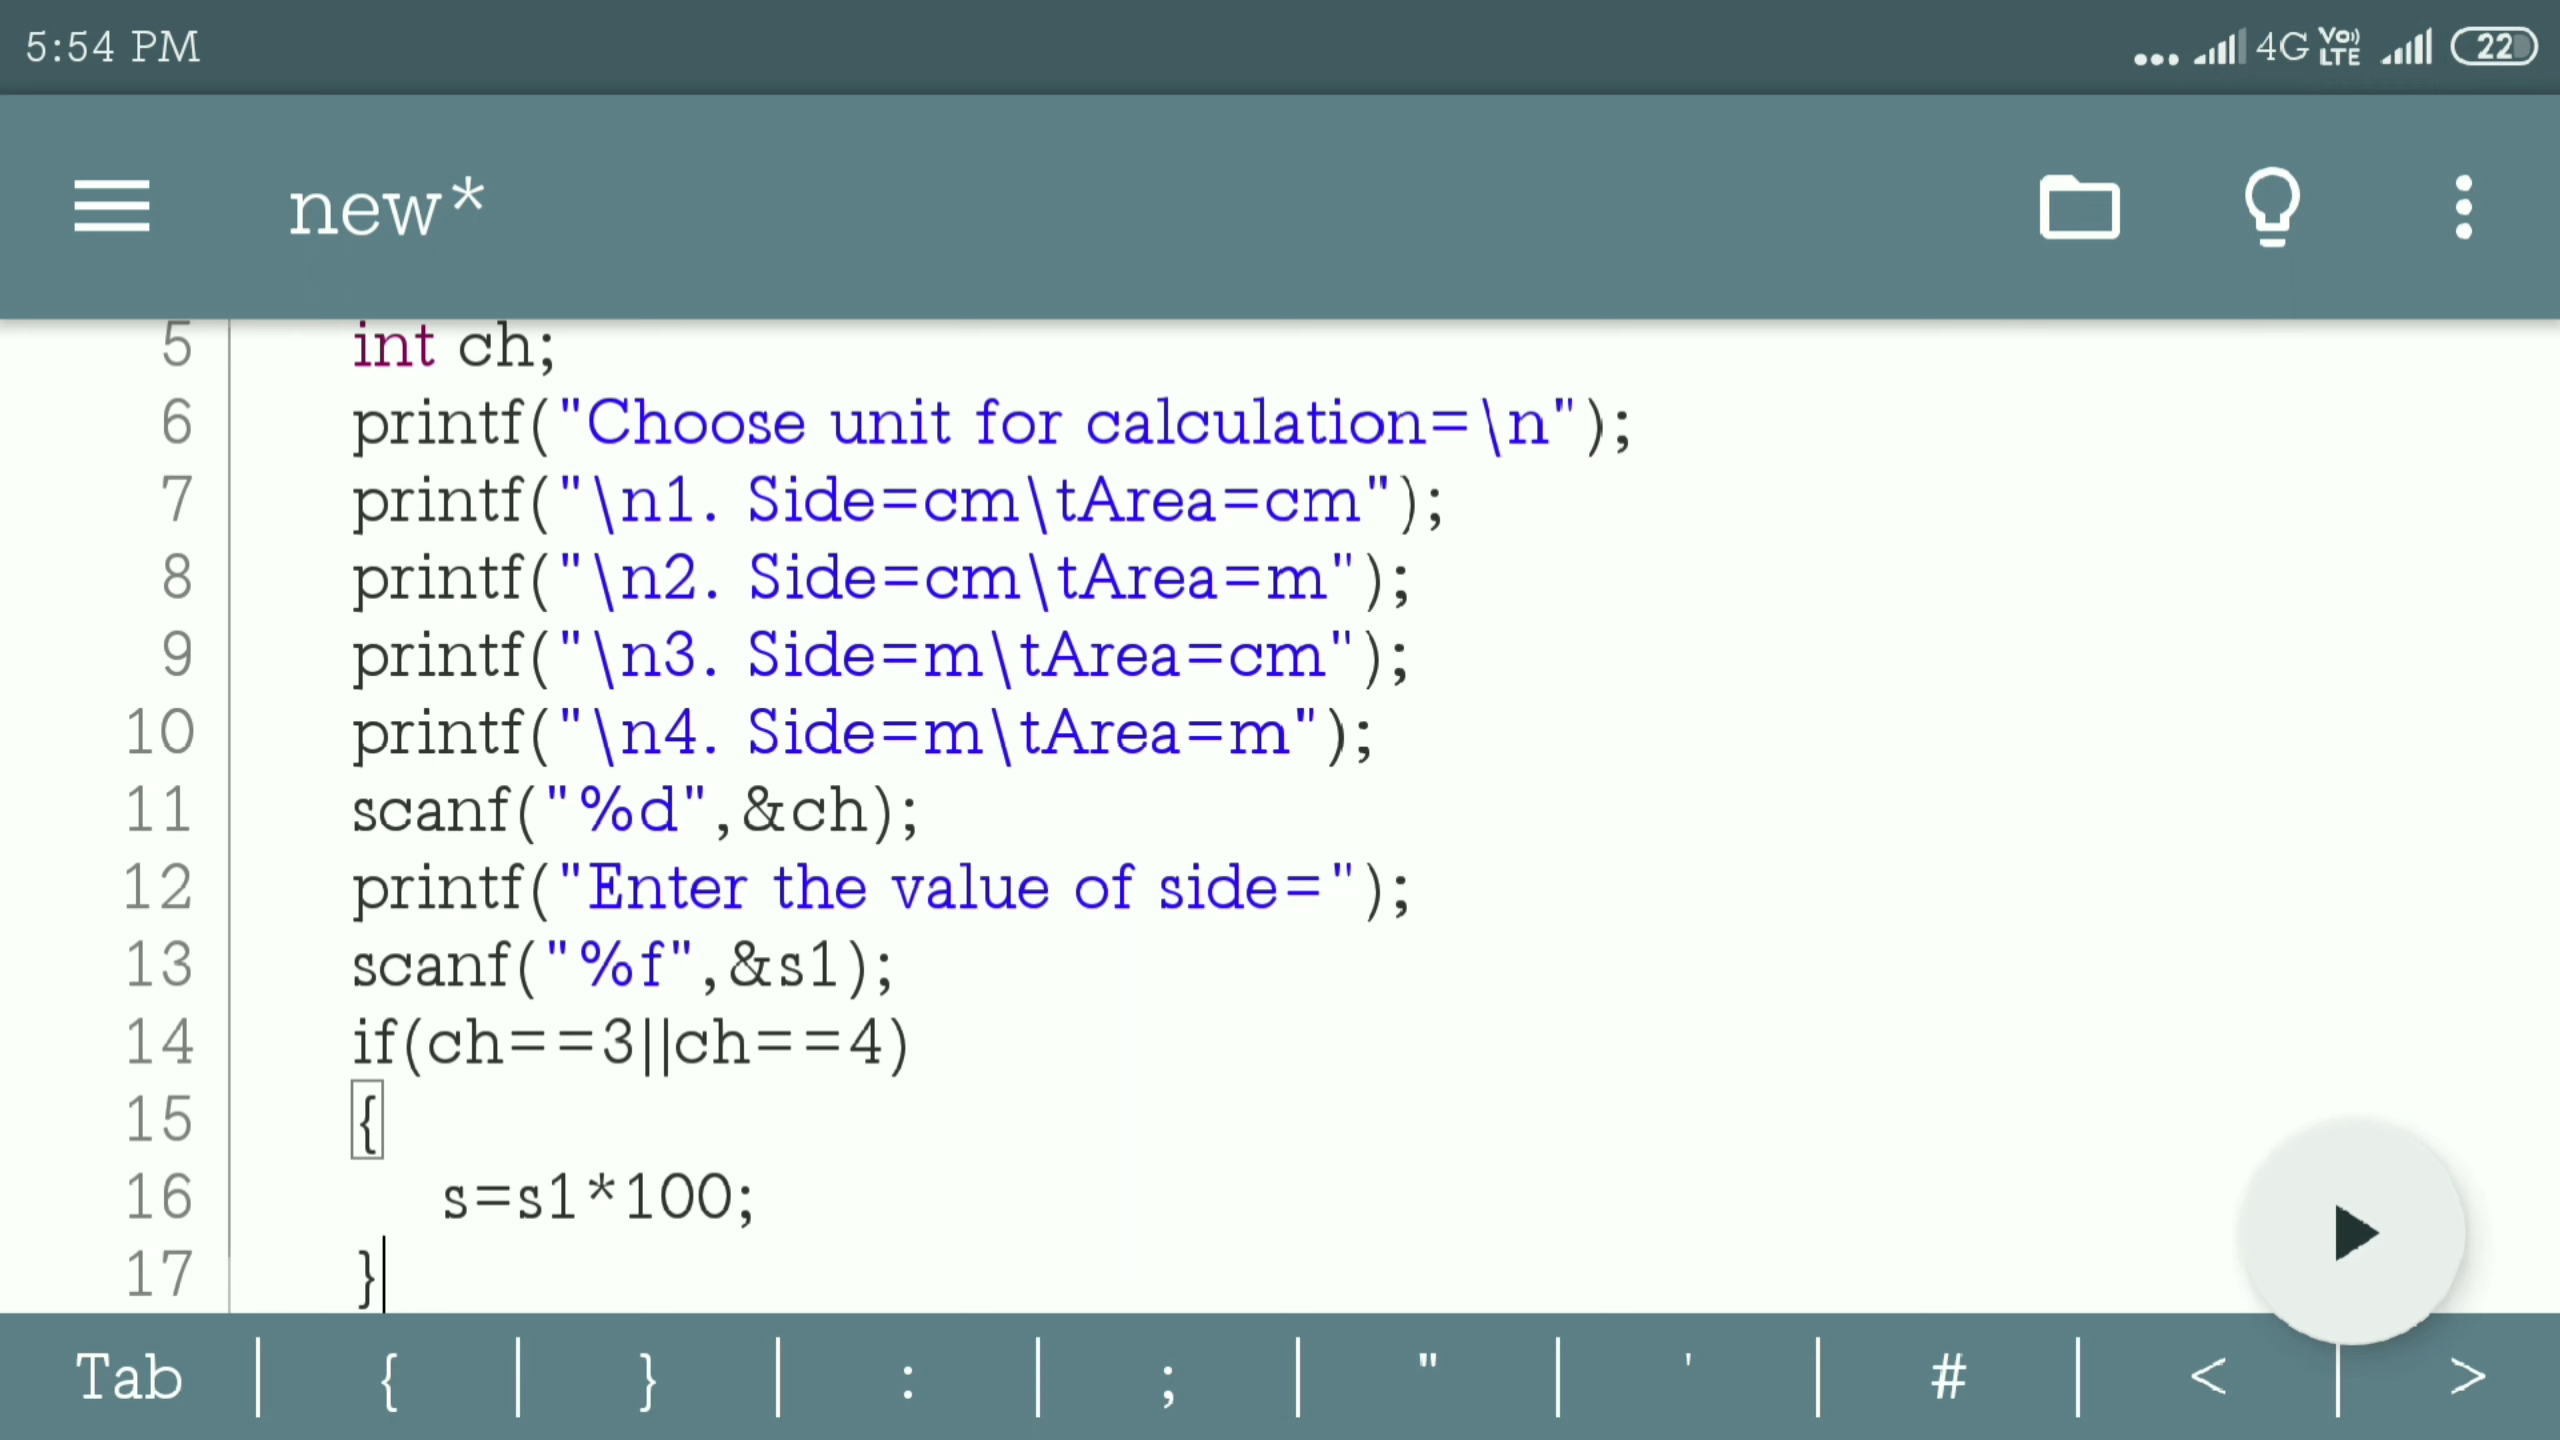 5:54 PM
4G Vo) LTE 22
new*
5 int ch;
6 printf("Choose unit for calculation=\n");
7 printf("\n1. Side=cm\tArea=cm");
8 printf("\n2. Side=cm\tArea=m");
9 printf("\n3. Side=m\tArea=cm");
10 printf("\n4. Side=m\tArea=m");
11 scanf("%d",&ch);
12 printf("Enter the value of side=");
13 scanf("%f",&s1);
14 if(ch==3||ch==4)
15 {
16 s=s1*100;
17 }
Tab | { | } | : | ; | " | ' | # | < | >